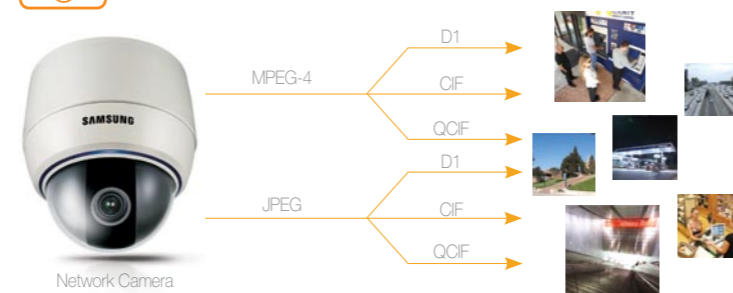 D1
MPEG-4
CIF
SAMSUNG
QCIF
D1
JPEG
CIF
QCIF
Network Camera